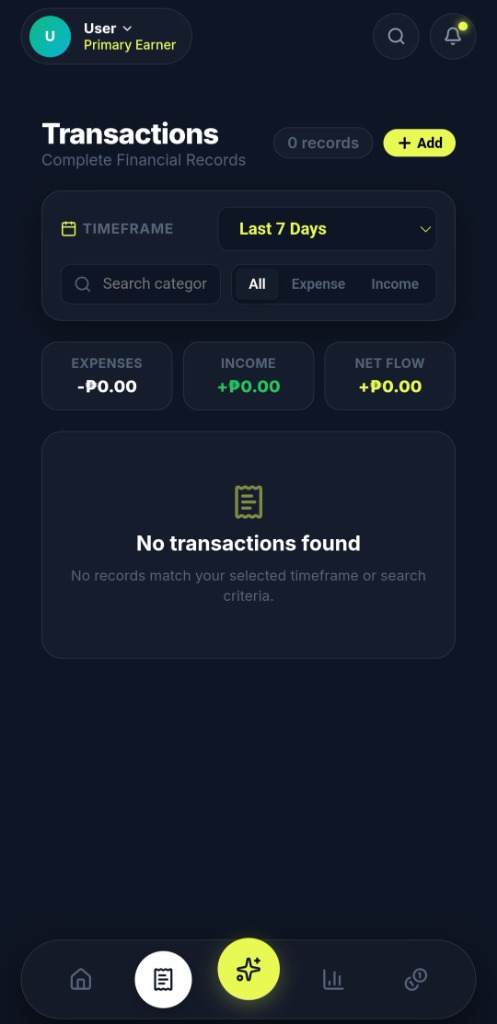 U
User
Primary Earner
Transactions
Complete Financial Records
0 records
+ Add
TIMEFRAME
Last 7 Days
Search categor
All
Expense
Income
EXPENSES
-₱0.00
INCOME
+₱0.00
NET FLOW
+₱0.00
No transactions found
No records match your selected timeframe or search
criteria.